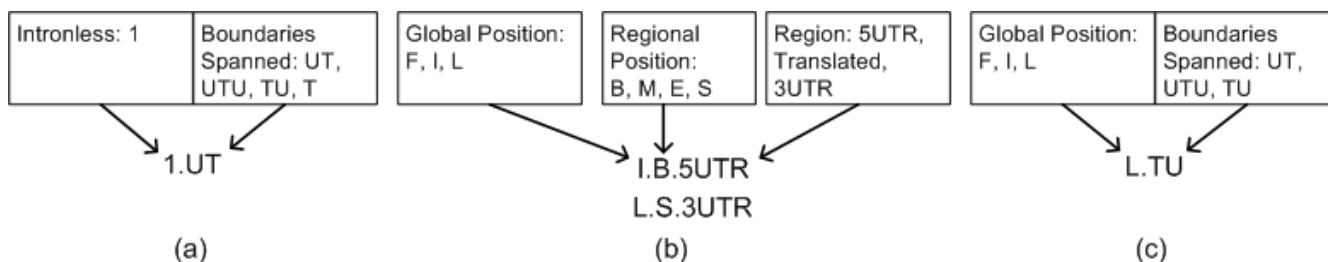 Intronless: 1
Boundaries
Spanned: UT,
UTU, TU, T
1.UT
(a)
Global Position:
F, I, L
Regional
Position:
B, M, E, S
Region: 5UTR,
Translated,
3UTR
I.B.5UTR
L.S.3UTR
(b)
Global Position:
F, I, L
Boundaries
Spanned: UT,
UTU, TU
L.TU
(c)